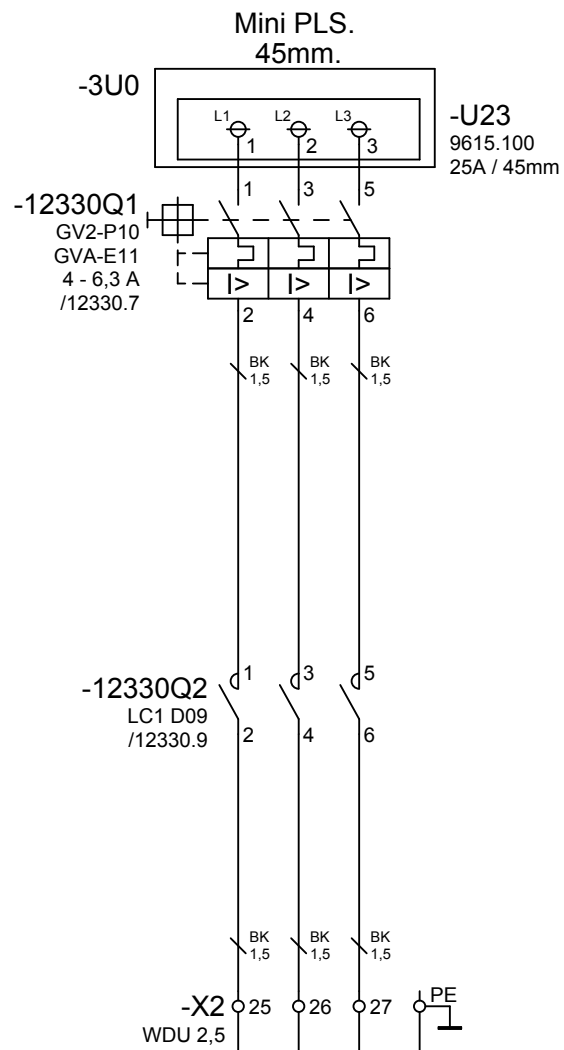 Mini PLS.
45mm.
-3U0
L1 L2 L3
1 2 3
-U23
9615.100
25A / 45mm
1 3 5
-12330Q1
GV2-P10
GVA-E11
4 - 6,3 A
/12330.7
I> I> I>
2 4 6
BK BK BK
1,5 1,5 1,5
1 3 5
-12330Q2
LC1 D09
/12330.9
2 4 6
BK BK BK
1,5 1,5 1,5
-X2 25 26 27 PE
WDU 2,5